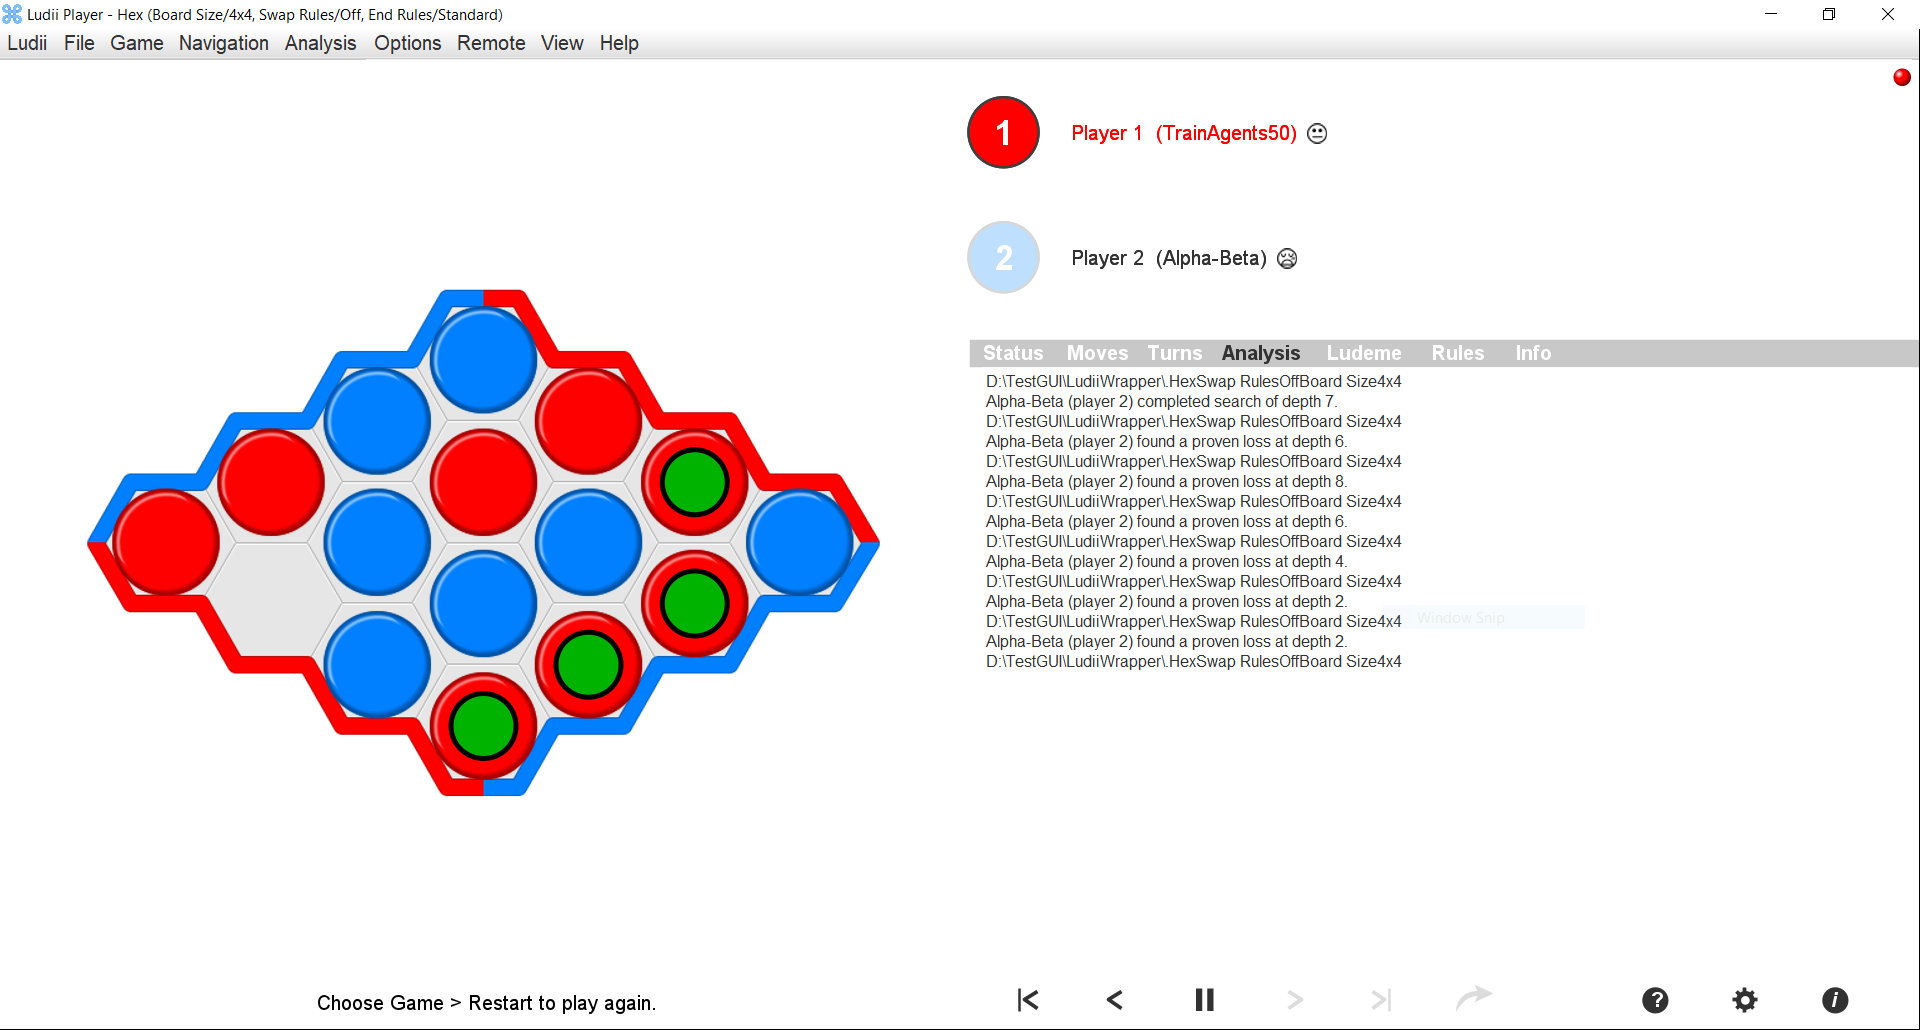 Ludii Player - Hex (Board Size/4x4, Swap Rules/Off, End Rules/Standard)
Ludii File Game Navigation Analysis Options Remote View Help
1 Player 1 (TrainAgents50)
2 Player 2 (Alpha-Beta)
Status Moves Turns Analysis Ludeme Rules Info
D:\TestGUI\LudiiWrapper\.HexSwap RulesOffBoard Size4x4
Alpha-Beta (player 2) completed search of depth 7.
D:\TestGUI\LudiiWrapper\.HexSwap RulesOffBoard Size4x4
Alpha-Beta (player 2) found a proven loss at depth 6.
D:\TestGUI\LudiiWrapper\.HexSwap RulesOffBoard Size4x4
Alpha-Beta (player 2) found a proven loss at depth 8.
D:\TestGUI\LudiiWrapper\.HexSwap RulesOffBoard Size4x4
Alpha-Beta (player 2) found a proven loss at depth 6.
D:\TestGUI\LudiiWrapper\.HexSwap RulesOffBoard Size4x4
Alpha-Beta (player 2) found a proven loss at depth 4.
D:\TestGUI\LudiiWrapper\.HexSwap RulesOffBoard Size4x4
Alpha-Beta (player 2) found a proven loss at depth 2.
D:\TestGUI\LudiiWrapper\.HexSwap RulesOffBoard Size4x4
Window Snip
Alpha-Beta (player 2) found a proven loss at depth 2.
D:\TestGUI\LudiiWrapper\.HexSwap RulesOffBoard Size4x4
Choose Game > Restart to play again.